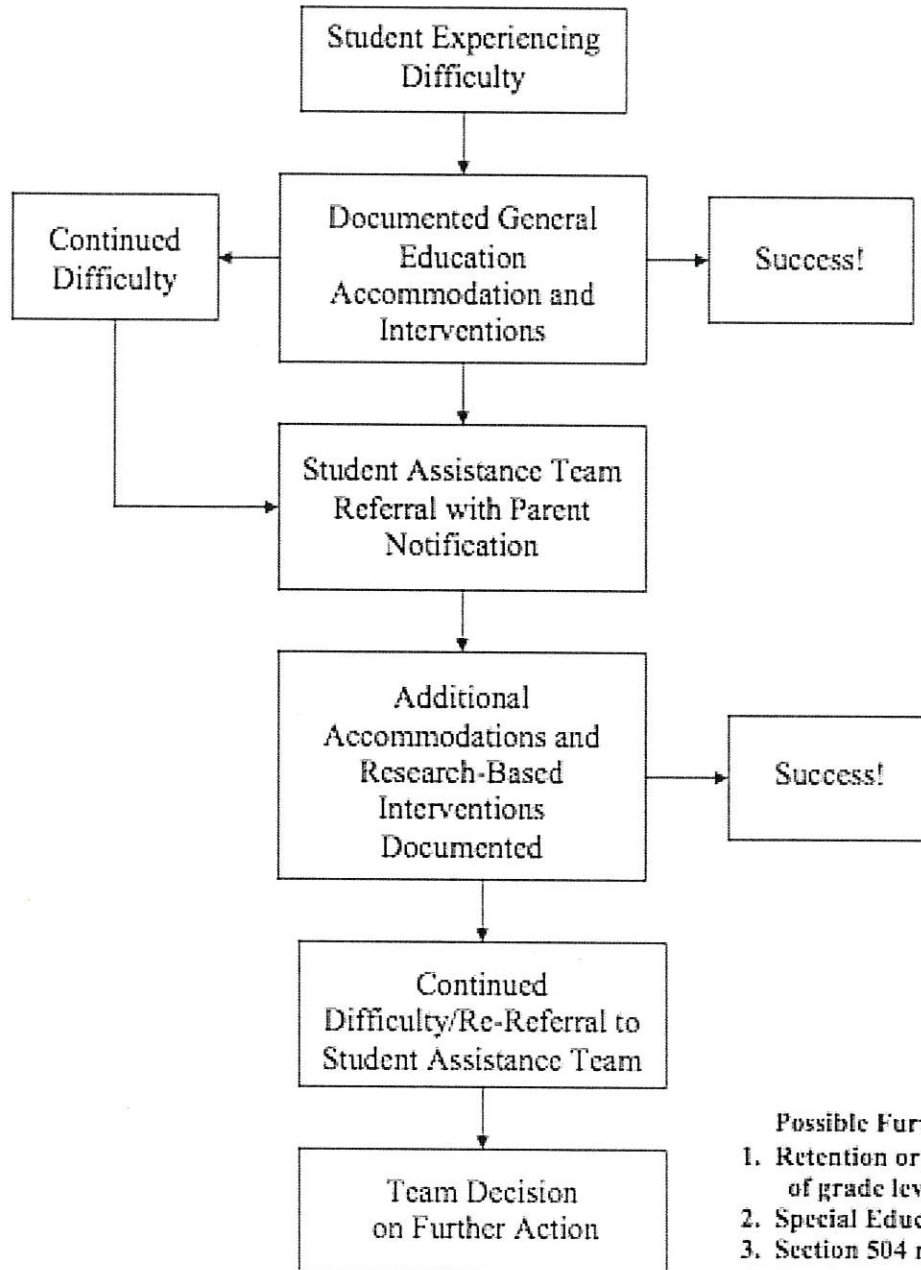 Student Experiencing
Difficulty
Continued
Difficulty
Documented General
Education
Accommodation and
Interventions
Success!
Student Assistance Team
Referral with Parent
Notification
Additional
Accommodations and
Research-Based
Interventions
Documented
Success!
Continued
Difficulty/Re-Referral to
Student Assistance Team
Team Decision
on Further Action
Possible
1. Retention or
of grade
2. Special
3. Section 504